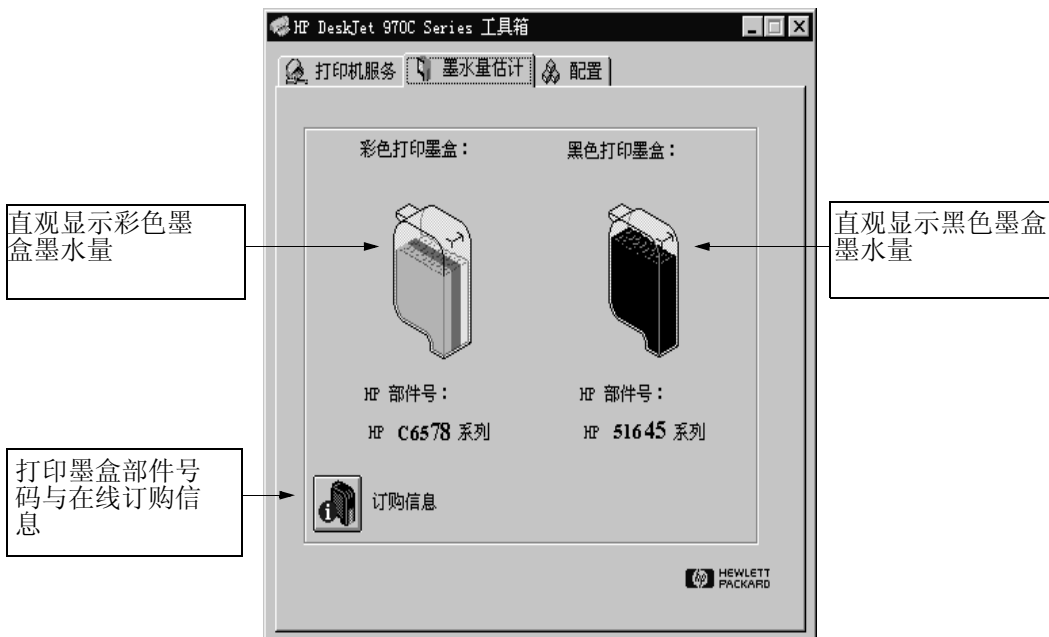 HP DeskJet 970C Series 工具箱
打印机服务 墨水量估计 配置
彩色打印墨盒： 黑色打印墨盒：
直观显示彩色墨
盒墨水量
直观显示黑色墨盒
墨水量
HP 部件号： HP 部件号：
HP C6578 系列 HP 51645 系列
打印墨盒部件号
码与在线订购信
息
订购信息
hp HEWLETT
PACKARD